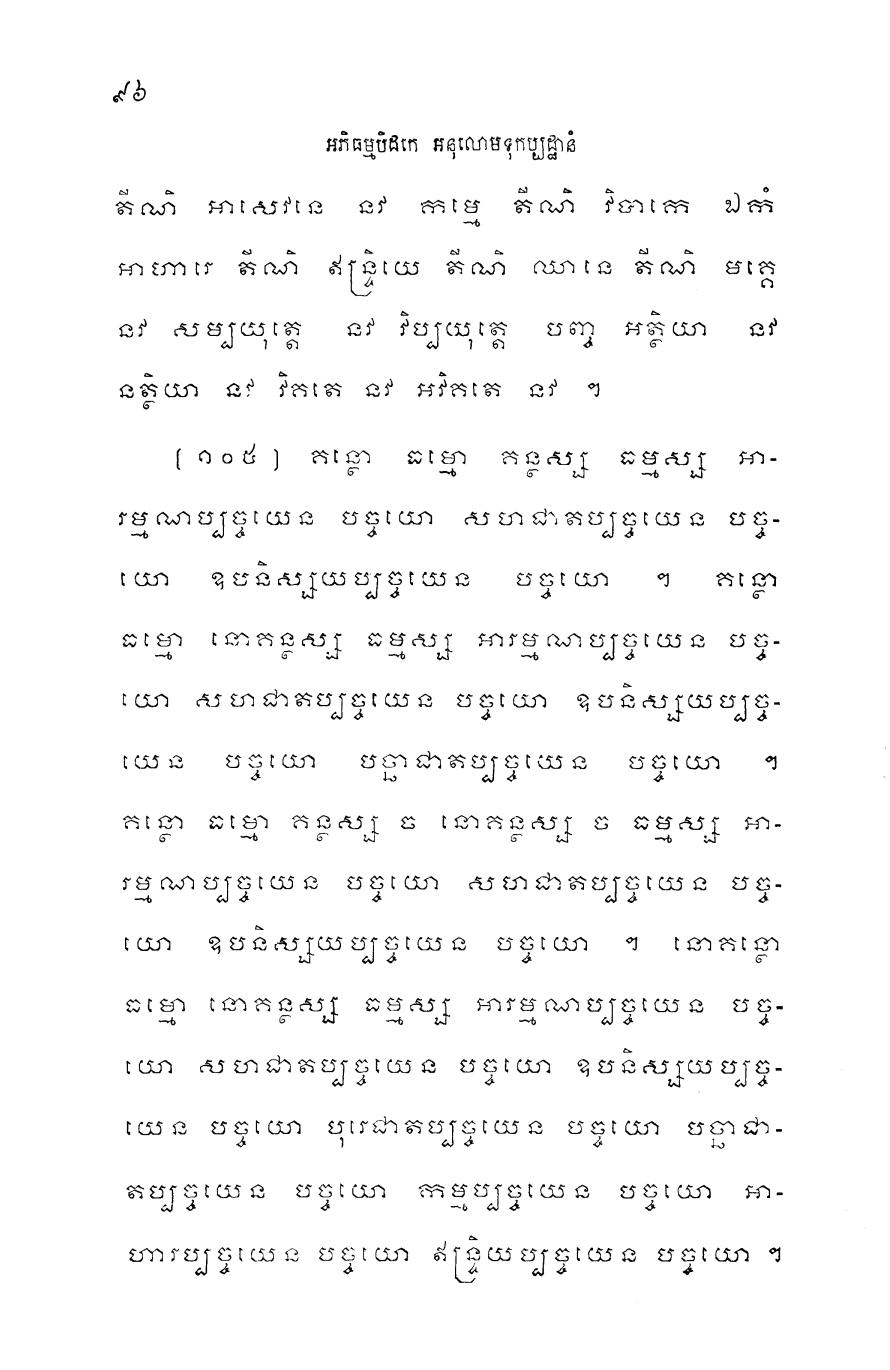 ៩៦
អភិធម្មបិដកេ អនុលោមទុកប្បដ្ឋានំ
តីណិ អាសេវនេ នវ កម្មេ តីណិ វិបាកេ ឯកំ
អាហារេ តីណិ ឥន្ទ្រិយេ តីណិ ឈានេ តីណិ មគ្គេ
នវ សម្បយុត្តេ នវ វិប្បយុត្តេ បញ្ច អត្ថិយា នវ
នត្ថិយា នវ វិគតេ នវ អវិគតេ នវ ។
[ ១០៥ ] គន្ថោ ធម្មោ គន្ថស្ស ធម្មស្ស អា-
រម្មណប្បច្ចយេន បច្ចយោ សហជាតប្បច្ចយេន បច្ច-
យោ ឧបនិស្សយប្បច្ចយេន បច្ចយោ ។ គន្ថោ
ធម្មោ នោគន្ថស្ស ធម្មស្ស អារម្មណប្បច្ចយេន បច្ច-
យោ សហជាតប្បច្ចយេន បច្ចយោ ឧបនិស្សយប្បច្ច-
យេន បច្ចយោ បច្ឆាជាតប្បច្ចយេន បច្ចយោ ។
គន្ថោ ធម្មោ គន្ថស្ស ច នោគន្ថស្ស ច ធម្មស្ស អា-
រម្មណប្បច្ចយេន បច្ចយោ សហជាតប្បច្ចយេន បច្ច-
យោ ឧបនិស្សយប្បច្ចយេន បច្ចយោ ។ នោគន្ថោ
ធម្មោ នោគន្ថស្ស ធម្មស្ស អារម្មណប្បច្ចយេន បច្ច-
យោ សហជាតប្បច្ចយេន បច្ចយោ ឧបនិស្សយប្បច្ច-
យេន បច្ចយោ បុរេជាតប្បច្ចយេន បច្ចយោ បច្ឆាជា-
តប្បច្ចយេន បច្ចយោ កម្មប្បច្ចយេន បច្ចយោ អា-
ហារប្បច្ចយេន បច្ចយោ ឥន្ទ្រិយប្បច្ចយេន បច្ចយោ ។